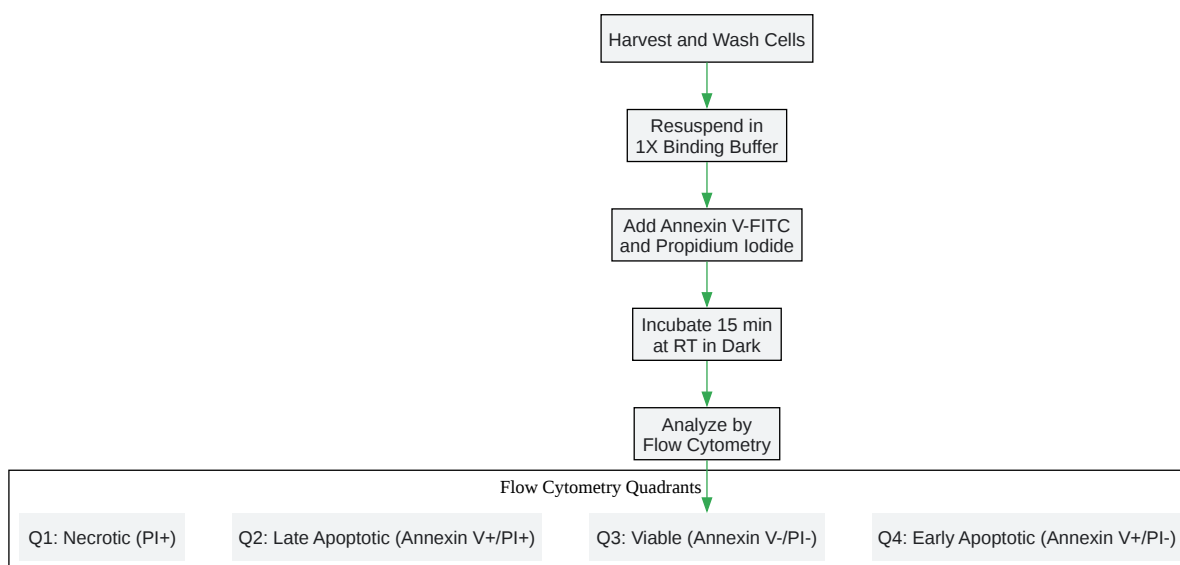 Harvest and Wash Cells
Resuspend in
1X Binding Buffer
Add Annexin V-FITC
and Propidium Iodide
Incubate 15 min
at RT in Dark
Analyze by
Flow Cytometry
Flow Cytometry Quadrants
Q1: Necrotic (PI+)
Q2: Late Apoptotic (Annexin V+/PI+)
Q3: Viable (Annexin V-/PI-)
Q4: Early Apoptotic (Annexin V+/PI-)